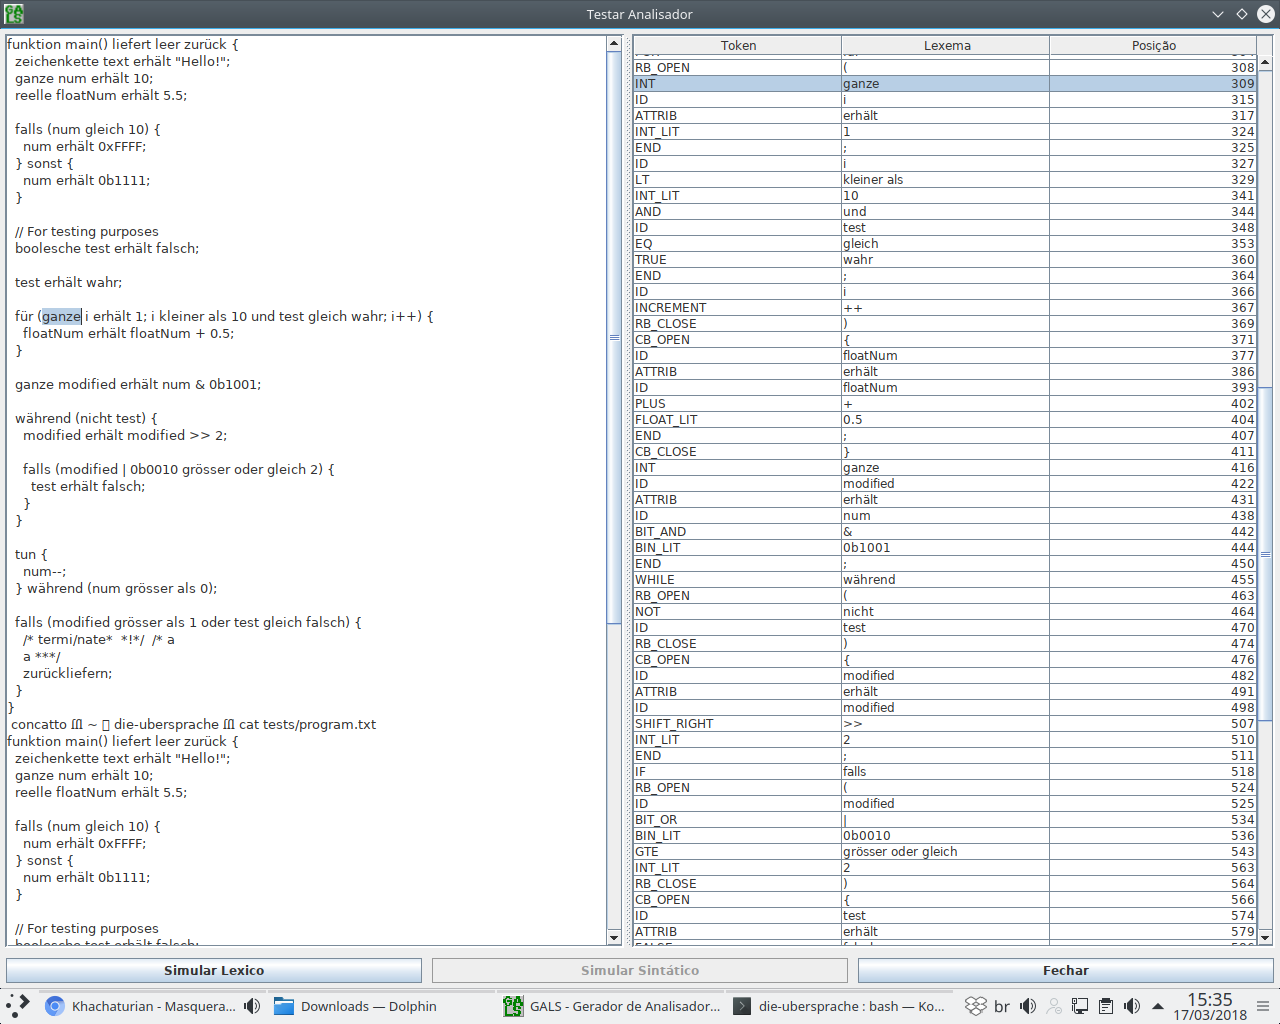 Testar Analisador
funktion main() liefert leer zurück {
zeichenkette text erhält "Hello!";
ganze num erhält 10;
reelle floatNum erhält 5.5;
falls (num gleich 10) {
num erhält 0xFFFF;
} sonst {
num erhält 0b1111;
}
// For testing purposes
boolesche test erhält falsch;
test erhält wahr;
für (ganze i erhält 1; i kleiner als 10 und test gleich wahr; i++) {
floatNum erhält floatNum + 0.5;
}
ganze modified erhält num & 0b1001;
während (nicht test) {
modified erhält modified >> 2;
falls (modified | 0b0010 grösser oder gleich 2) {
test erhält falsch;
}
}
tun {
num--;
} während (num grösser als 0);
falls (modified grösser als 1 oder test gleich falsch) {
/* termi/nate*  *!*/  /* a
a ***/
zurückliefern;
}
}
concatto ~ die-ubersprache cat tests/program.txt
funktion main() liefert leer zurück {
zeichenkette text erhält "Hello!";
ganze num erhält 10;
reelle floatNum erhält 5.5;
falls (num gleich 10) {
num erhält 0xFFFF;
} sonst {
num erhält 0b1111;
}
// For testing purposes
boolesche test erhält falsch;
Token Lexema Posição
RB_OPEN ( 308
INT ganze 309
ID i 315
ATTRIB erhält 317
INT_LIT 1 324
END ; 325
ID i 327
LT kleiner als 329
INT_LIT 10 341
AND und 344
ID test 348
EQ gleich 353
TRUE wahr 360
END ; 364
ID i 366
INCREMENT ++ 367
RB_CLOSE ) 369
CB_OPEN { 371
ID floatNum 377
ATTRIB erhält 386
ID floatNum 393
PLUS + 402
FLOAT_LIT 0.5 404
END ; 407
CB_CLOSE } 411
INT ganze 416
ID modified 422
ATTRIB erhält 431
ID num 438
BIT_AND & 442
BIN_LIT 0b1001 444
END ; 450
WHILE während 455
RB_OPEN ( 463
NOT nicht 464
ID test 470
RB_CLOSE ) 474
CB_OPEN { 476
ID modified 482
ATTRIB erhält 491
ID modified 498
SHIFT_RIGHT >> 507
INT_LIT 2 510
END ; 511
IF falls 518
RB_OPEN ( 524
ID modified 525
BIT_OR | 534
BIN_LIT 0b0010 536
GTE grösser oder gleich 543
INT_LIT 2 563
RB_CLOSE ) 564
CB_OPEN { 566
ID test 574
ATTRIB erhält 579
Simular Lexico Simular Sintático Fechar
Khachaturian - Masquera... Downloads — Dolphin GALS - Gerador de Analisador... die-ubersprache : bash — Ko... br 15:35
17/03/2018